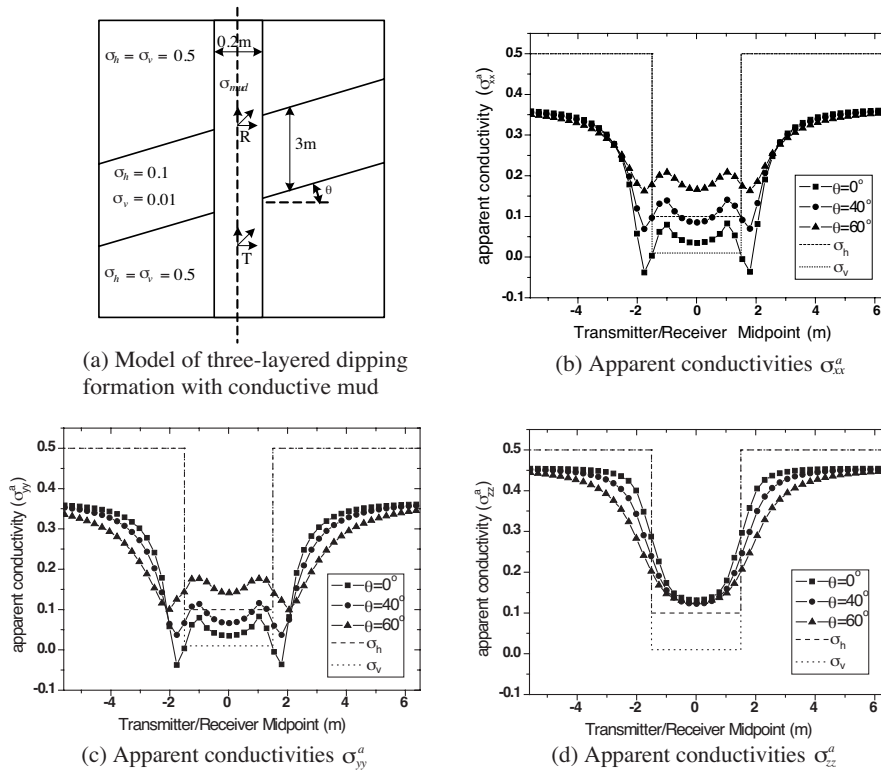 0.2m
σh = σv = 0.5
σmud
R
3m
σh = 0.1
σv = 0.01
θ
T
σh = σv = 0.5
(a) Model of three-layered dipping
formation with conductive mud
apparent conductivity (σᵃxx)
0.5
0.4
0.3
0.2
0.1
0.0
-0.1
θ=0°
θ=40°
θ=60°
σh
σv
-4 -2 0 2 4 6
Transmitter/Receiver Midpoint (m)
(b) Apparent conductivities σᵃxx
apparent conductivity (σᵃyy)
0.5
0.4
0.3
0.2
0.1
0.0
-0.1
θ=0°
θ=40°
θ=60°
σh
σv
-4 -2 0 2 4 6
Transmitter/Receiver Midpoint (m)
(c) Apparent conductivities σᵃyy
apparent conductivity (σᵃzz)
0.5
0.4
0.3
0.2
0.1
0.0
-0.1
θ=0°
θ=40°
θ=60°
σh
σv
-4 -2 0 2 4 6
Transmitter/Receiver Midpoint (m)
(d) Apparent conductivities σᵃzz